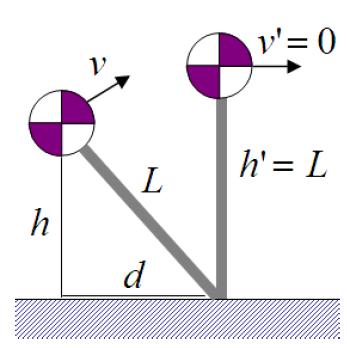 v
v' = 0
L
h' = L
h
d